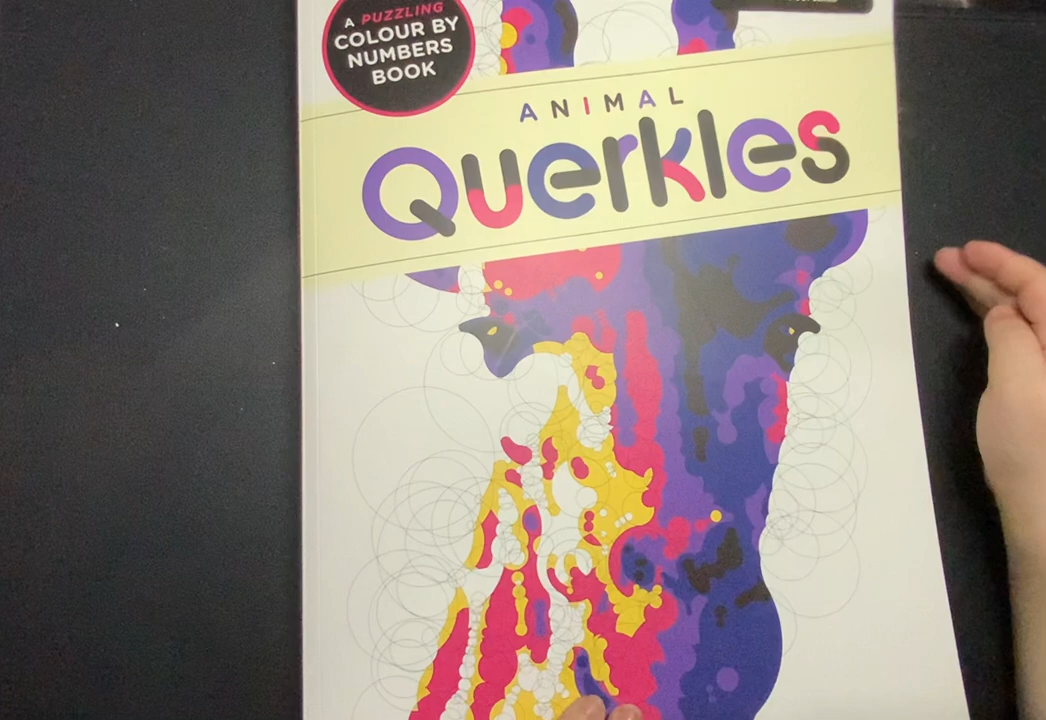 A PUZZLING
COLOUR BY
NUMBERS
BOOK
ANIMAL
Querkles